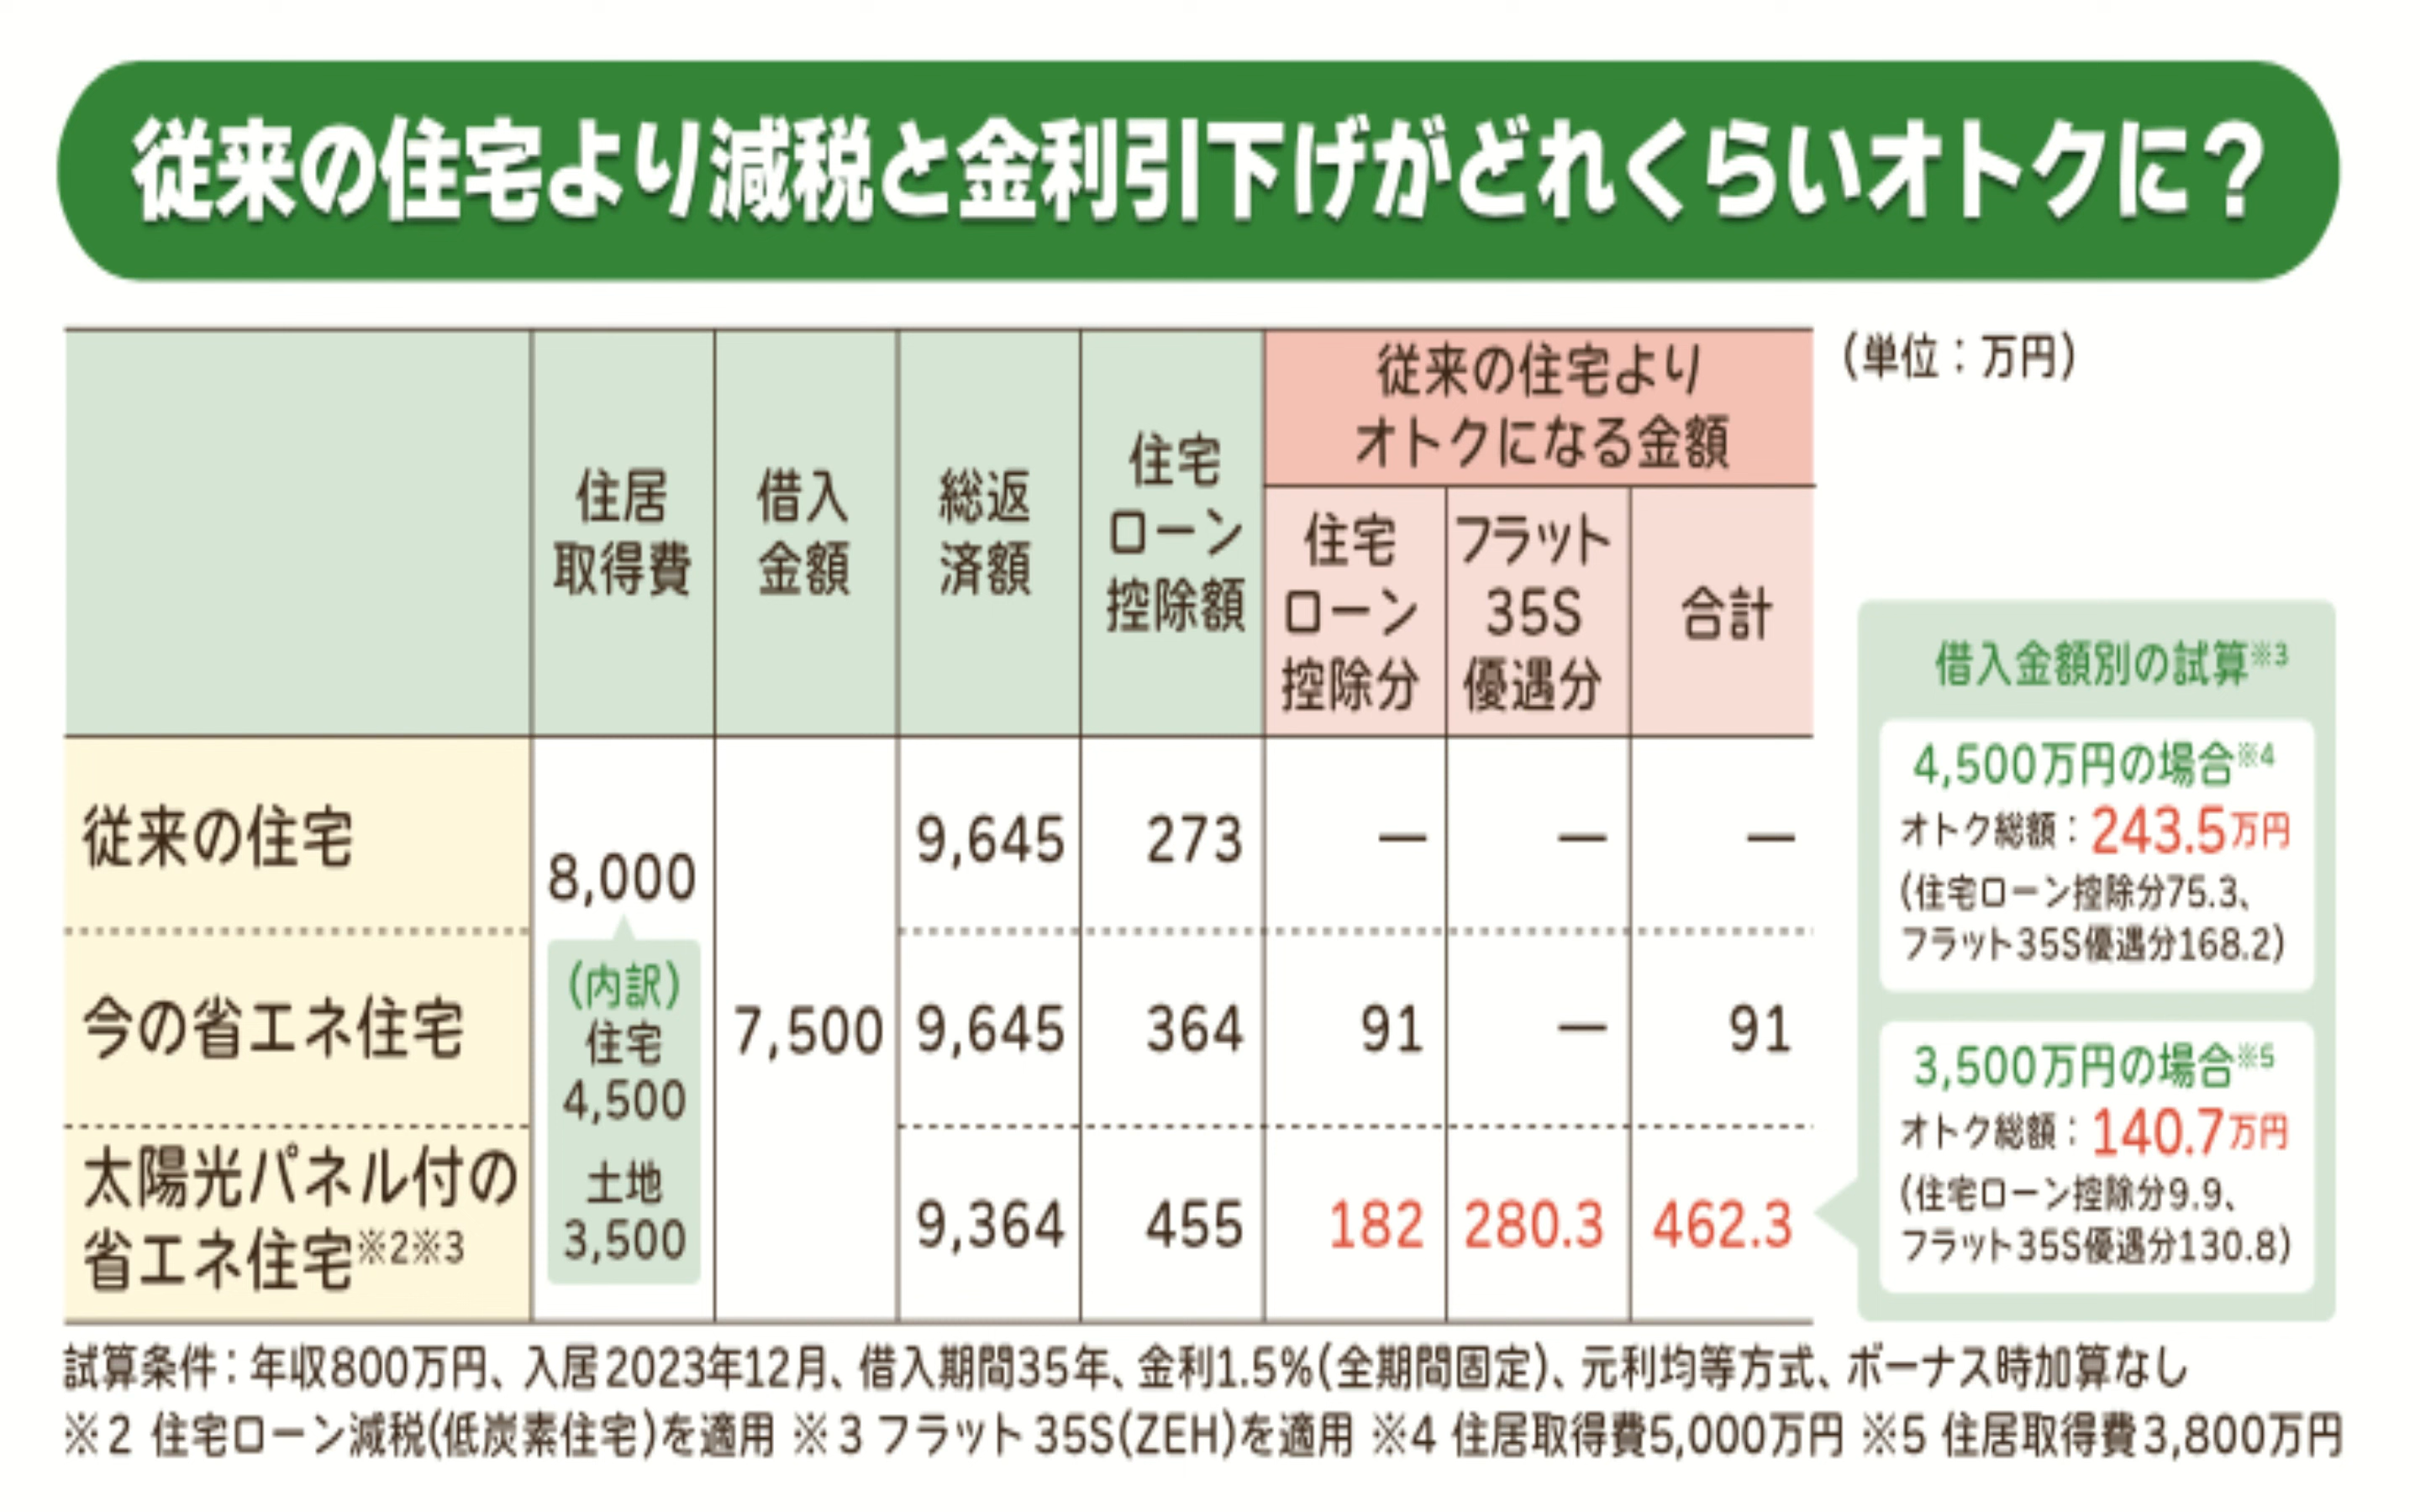 従来の住宅より減税と金利引下げがどれくらいオトクに？
(単位：万円)
住居
取得費
借入
金額
総返
済額
住宅
ローン
控除額
従来の住宅より
オトクになる金額
住宅
ローン
控除分
フラット
35S
優遇分
合計
従来の住宅
8,000
9,645
273
—
—
—
(内訳)
住宅
4,500
土地
3,500
今の省エネ住宅
7,500
9,645
364
91
—
91
太陽光パネル付の
省エネ住宅※2※3
9,364
455
182
280.3
462.3
借入金額別の試算※3
4,500万円の場合※4
オトク総額：243.5万円
(住宅ローン控除分75.3、
フラット35S優遇分168.2)
3,500万円の場合※5
オトク総額：140.7万円
(住宅ローン控除分9.9、
フラット35S優遇分130.8)
試算条件：年収800万円、入居2023年12月、借入期間35年、金利1.5%(全期間固定)、元利均等方式、ボーナス時加算なし
※2 住宅ローン減税(低炭素住宅)を適用 ※3 フラット35S(ZEH)を適用 ※4 住居取得費5,000万円 ※5 住居取得費3,800万円